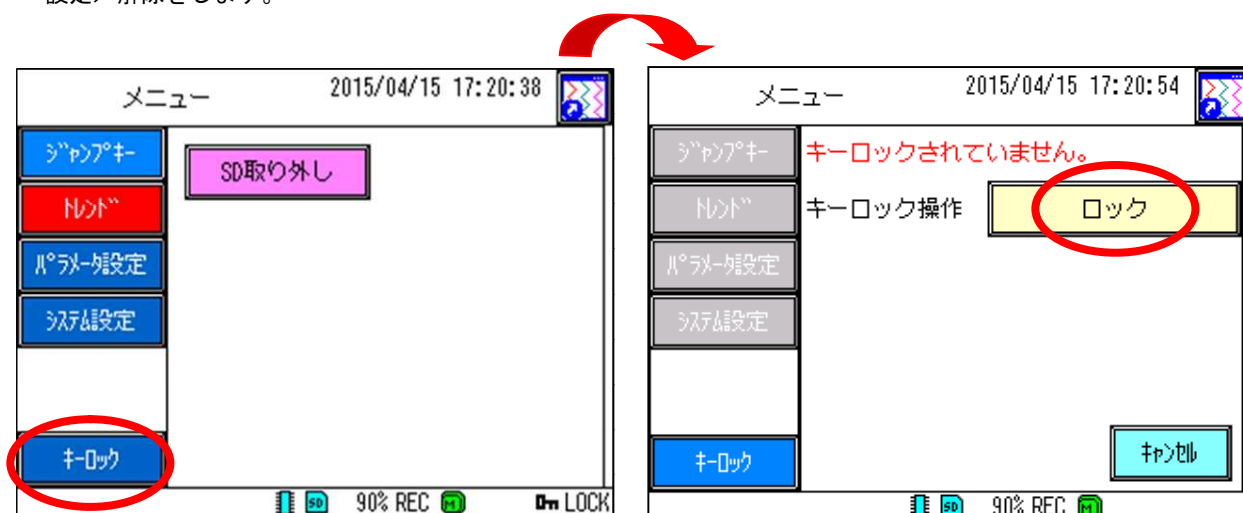 設定／解除をします。
メニュー 2015/04/15 17:20:38
ｼﾞｬﾝﾌﾟｷｰ
SD取り外し
ﾄﾚﾝﾄﾞ
ﾊﾟﾗﾒｰﾀ設定
ｼｽﾃﾑ設定
ｷｰﾛｯｸ
SD 90% REC M LOCK
メニュー 2015/04/15 17:20:54
ｼﾞｬﾝﾌﾟｷｰ
キーロックされていません。
ﾄﾚﾝﾄﾞ
キーロック操作 ロック
ﾊﾟﾗﾒｰﾀ設定
ｼｽﾃﾑ設定
ｷｰﾛｯｸ
ｷｬﾝｾﾙ
SD 90% REC M